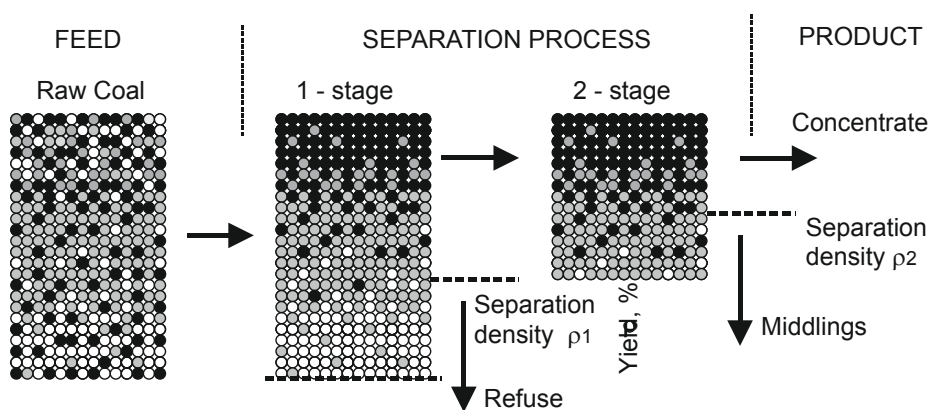 FEED
SEPARATION PROCESS
PRODUCT
Raw Coal
1 - stage
2 - stage
Concentrate
Separation
density ρ2
Separation
density ρ1
Yield, %
Middlings
Refuse